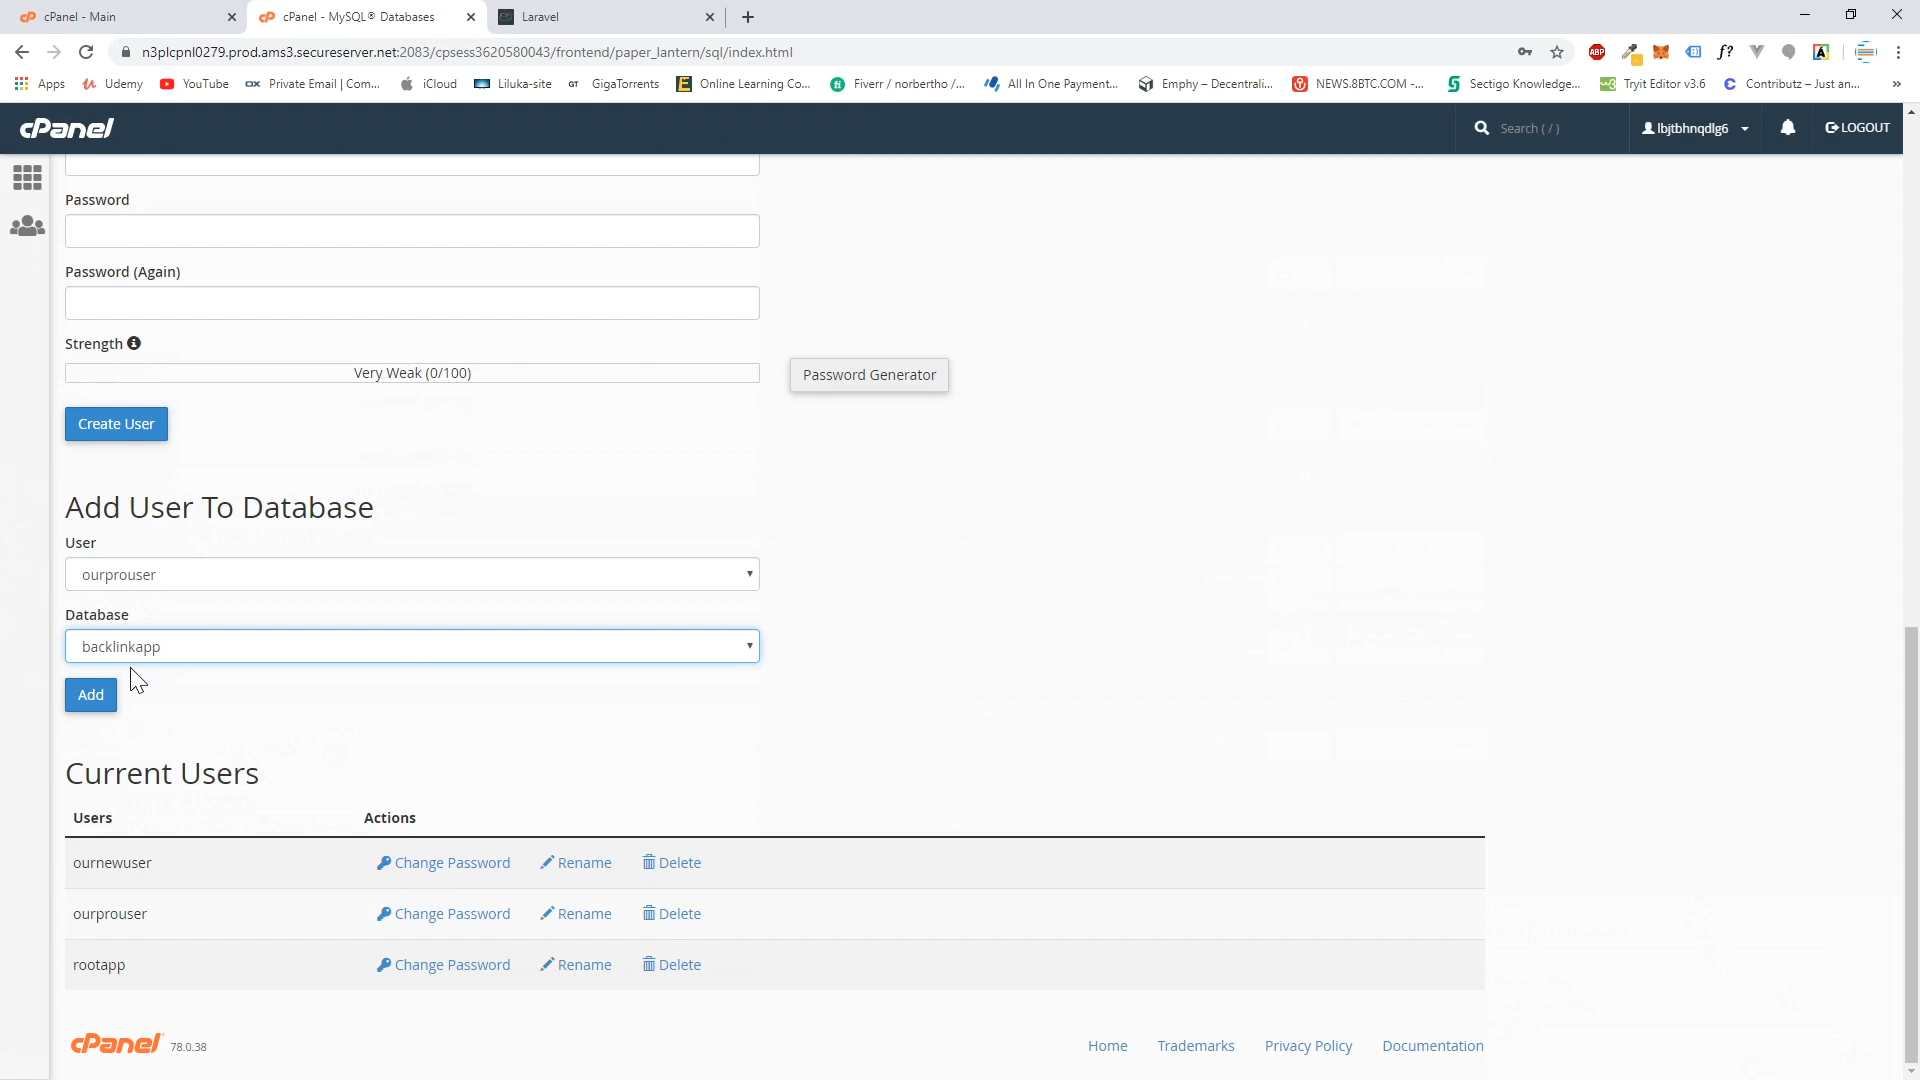 cPanel - Main
cPanel - MySQL® Databases
Laravel
n3plcpnl0279.prod.ams3.secureserver.net:2083/cpsess3620580043/frontend/paper_lantern/sql/index.html
ABP
f?
A
Apps
Udemy
YouTube
Private Email | Com...
iCloud
Liluka-site
GT GigaTorrents
Online Learning Co...
Fiverr / norbertho /...
All In One Payment...
Emphy – Decentrali...
NEWS.8BTC.COM -...
Sectigo Knowledge...
Tryit Editor v3.6
Contributz – Just an...
»
cPanel
Search ( / )
lbjtbhnqdlg6
LOGOUT
Password
Password (Again)
Strength
Very Weak (0/100)
Password Generator
Create User
Add User To Database
User
ourprouser
Database
backlinkapp
Add
Current Users
Users Actions
ournewuser Change Password Rename Delete
ourprouser Change Password Rename Delete
rootapp Change Password Rename Delete
cPanel 78.0.38
Home Trademarks Privacy Policy Documentation